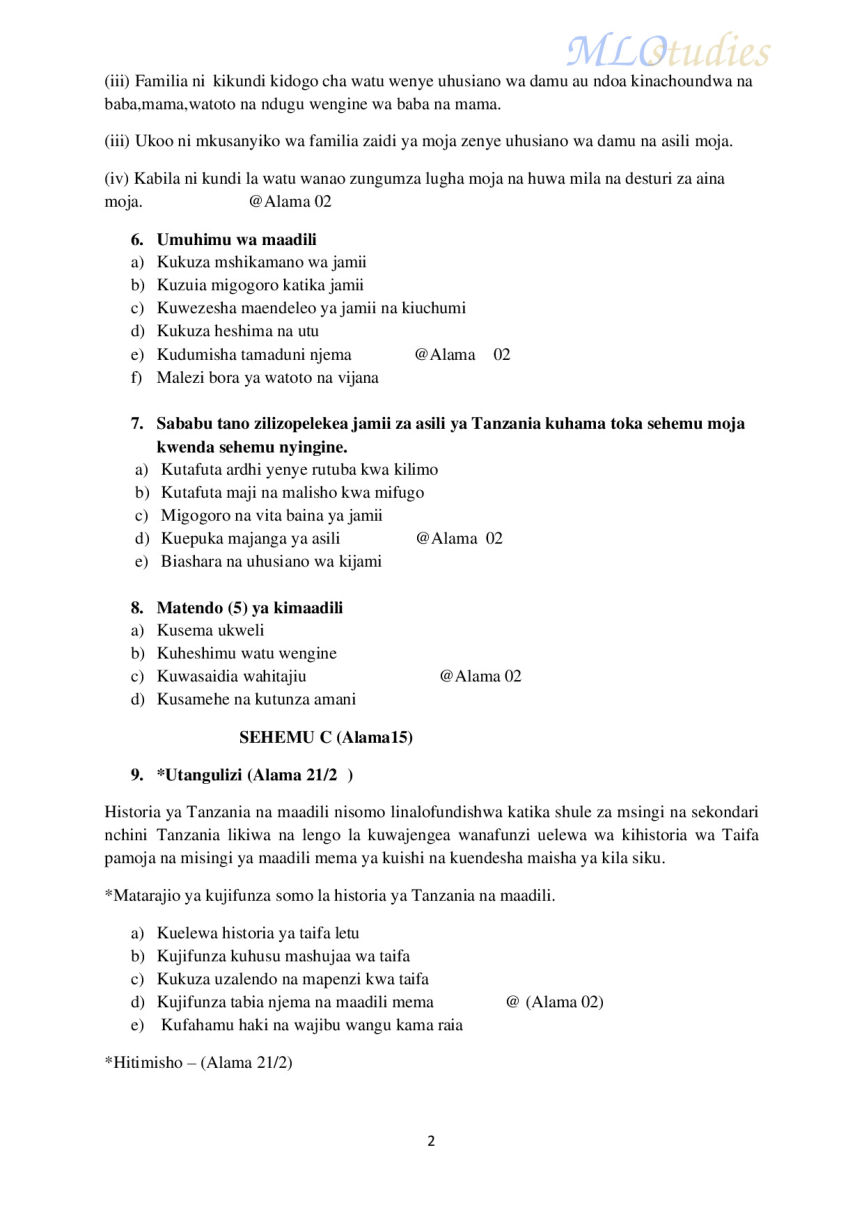 MLOstudies
(iii) Familia ni kikundi kidogo cha watu wenye uhusiano wa damu au ndoa kinachoundwa na
baba,mama,watoto na ndugu wengine wa baba na mama.
(iii) Ukoo ni mkusanyiko wa familia zaidi ya moja zenye uhusiano wa damu na asili moja.
(iv) Kabila ni kundi la watu wanao zungumza lugha moja na huwa mila na desturi za aina
moja. @Alama 02
6. Umuhimu wa maadili
a) Kukuza mshikamano wa jamii
b) Kuzuia migogoro katika jamii
c) Kuwezesha maendeleo ya jamii na kiuchumi
d) Kukuza heshima na utu
e) Kudumisha tamaduni njema @Alama 02
f) Malezi bora ya watoto na vijana
7. Sababu tano zilizopelekea jamii za asili ya Tanzania kuhama toka sehemu moja
kwenda sehemu nyingine.
a) Kutafuta ardhi yenye rutuba kwa kilimo
b) Kutafuta maji na malisho kwa mifugo
c) Migogoro na vita baina ya jamii
d) Kuepuka majanga ya asili @Alama 02
e) Biashara na uhusiano wa kijami
8. Matendo (5) ya kimaadili
a) Kusema ukweli
b) Kuheshimu watu wengine
c) Kuwasaidia wahitajiu @Alama 02
d) Kusamehe na kutunza amani
SEHEMU C (Alama15)
9. *Utangulizi (Alama 21/2 )
Historia ya Tanzania na maadili nisomo linalofundishwa katika shule za msingi na sekondari
nchini Tanzania likiwa na lengo la kuwajengea wanafunzi uelewa wa kihistoria wa Taifa
pamoja na misingi ya maadili mema ya kuishi na kuendesha maisha ya kila siku.
*Matarajio ya kujifunza somo la historia ya Tanzania na maadili.
a) Kuelewa historia ya taifa letu
b) Kujifunza kuhusu mashujaa wa taifa
c) Kukuza uzalendo na mapenzi kwa taifa
d) Kujifunza tabia njema na maadili mema @ (Alama 02)
e) Kufahamu haki na wajibu wangu kama raia
*Hitimisho – (Alama 21/2)
2